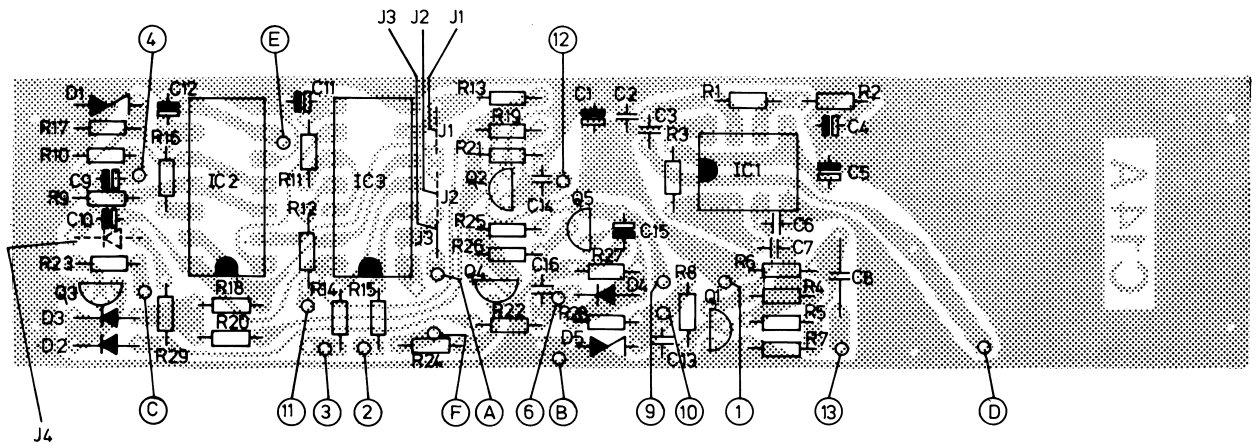 J3 J2 J1
4 E 12
D1 C12 C11 R13 C1 C2 R1 R2
R17 J1 R19 C3 C4
R10 R16 R21 R3
C9 IC2 R11 IC3 Q2 IC1 C5
R9 J2 C14 Q5
C10 R12 R25 C15 C6
J3 R26 C7
R23 C16 R27 R6 C8
Q3 R14 R15 Q4 D4 R8 R4
D3 R18 R22 R28 Q1 R5
D2 R20 D5 R7
R29 R24 C13
C 11 3 2 F A 6 B 9 10 1 13 D
J4
C14A